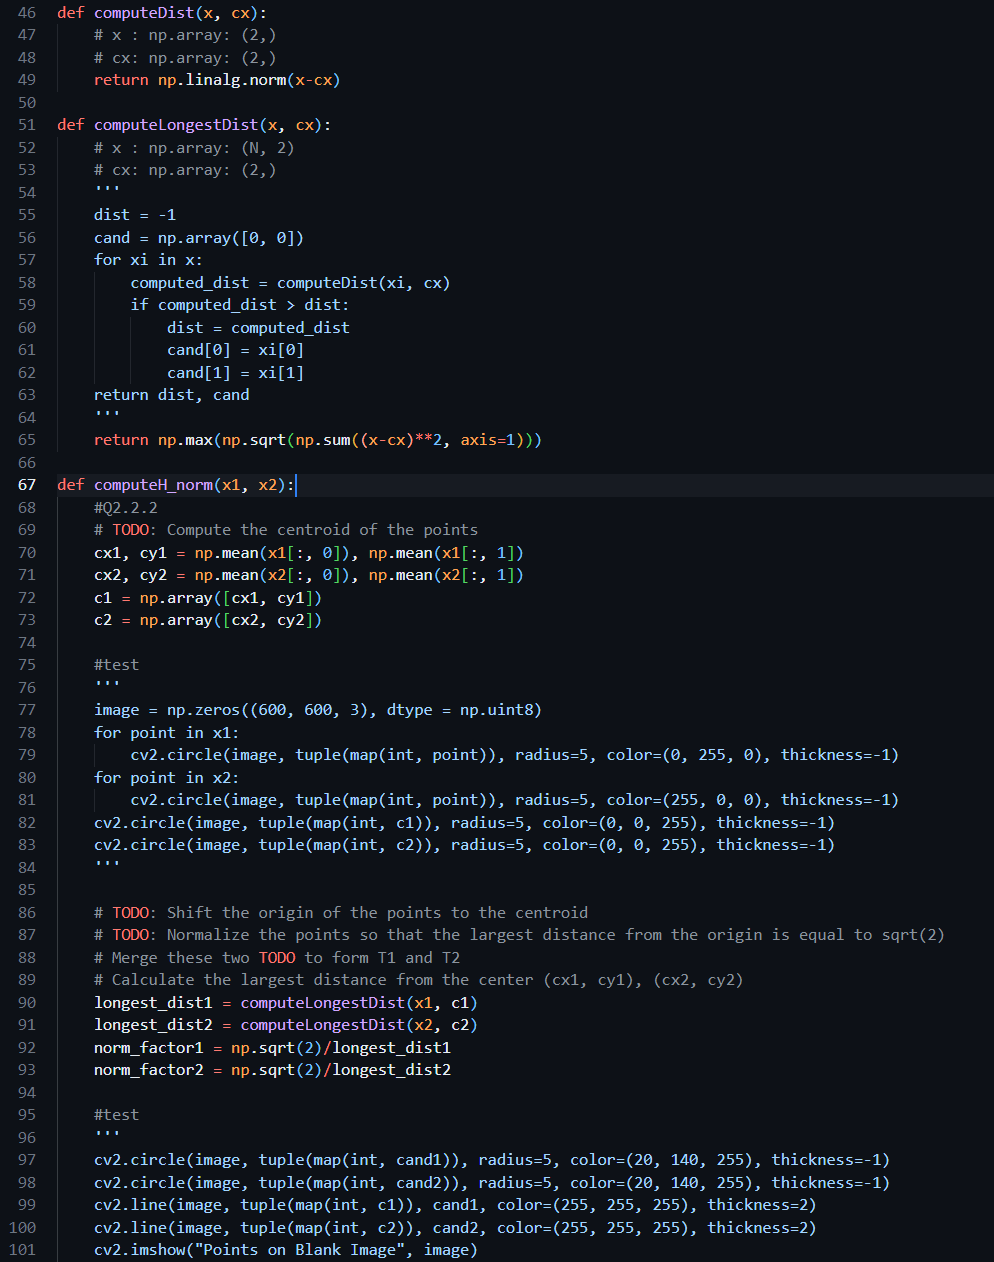 46 def computeDist(x, cx):
47     # x : np.array: (2,)
48     # cx: np.array: (2,)
49     return np.linalg.norm(x-cx)
50
51 def computeLongestDist(x, cx):
52     # x : np.array: (N, 2)
53     # cx: np.array: (2,)
54     '''
55     dist = -1
56     cand = np.array([0, 0])
57     for xi in x:
58         computed_dist = computeDist(xi, cx)
59         if computed_dist > dist:
60             dist = computed_dist
61             cand[0] = xi[0]
62             cand[1] = xi[1]
63     return dist, cand
64     '''
65     return np.max(np.sqrt(np.sum((x-cx)**2, axis=1)))
66
67 def computeH_norm(x1, x2):
68     #Q2.2.2
69     # TODO: Compute the centroid of the points
70     cx1, cy1 = np.mean(x1[:, 0]), np.mean(x1[:, 1])
71     cx2, cy2 = np.mean(x2[:, 0]), np.mean(x2[:, 1])
72     c1 = np.array([cx1, cy1])
73     c2 = np.array([cx2, cy2])
74
75     #test
76     '''
77     image = np.zeros((600, 600, 3), dtype = np.uint8)
78     for point in x1:
79         cv2.circle(image, tuple(map(int, point)), radius=5, color=(0, 255, 0), thickness=-1)
80     for point in x2:
81         cv2.circle(image, tuple(map(int, point)), radius=5, color=(255, 0, 0), thickness=-1)
82     cv2.circle(image, tuple(map(int, c1)), radius=5, color=(0, 0, 255), thickness=-1)
83     cv2.circle(image, tuple(map(int, c2)), radius=5, color=(0, 0, 255), thickness=-1)
84     '''
85
86     # TODO: Shift the origin of the points to the centroid
87     # TODO: Normalize the points so that the largest distance from the origin is equal to sqrt(2)
88     # Merge these two TODO to form T1 and T2
89     # Calculate the largest distance from the center (cx1, cy1), (cx2, cy2)
90     longest_dist1 = computeLongestDist(x1, c1)
91     longest_dist2 = computeLongestDist(x2, c2)
92     norm_factor1 = np.sqrt(2)/longest_dist1
93     norm_factor2 = np.sqrt(2)/longest_dist2
94
95     #test
96     '''
97     cv2.circle(image, tuple(map(int, cand1)), radius=5, color=(20, 140, 255), thickness=-1)
98     cv2.circle(image, tuple(map(int, cand2)), radius=5, color=(20, 140, 255), thickness=-1)
99     cv2.line(image, tuple(map(int, c1)), cand1, color=(255, 255, 255), thickness=2)
100     cv2.line(image, tuple(map(int, c2)), cand2, color=(255, 255, 255), thickness=2)
101     cv2.imshow("Points on Blank Image", image)